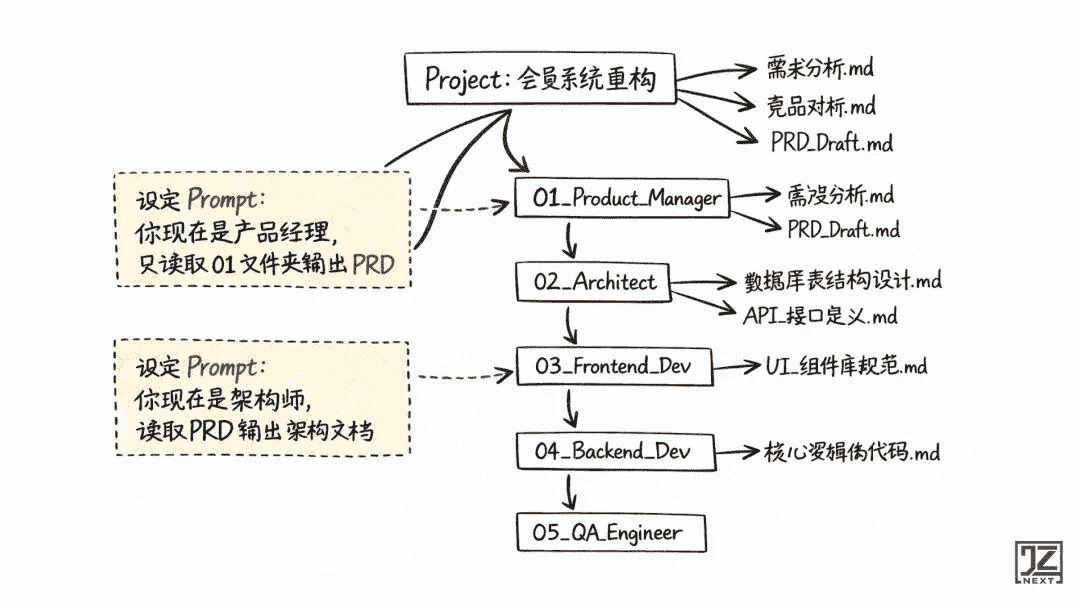 Project: 会员系统重构
需求分析.md
竞品对析.md
PRD_Draft.md
设定 Prompt:
你现在是产品经理,
只读取 01 文件夹输出 PRD
01_Product_Manager
分析.md
PRD_Draft.md
02_Architect
数据库表结构设计.md
API_接口定义.md
设定 Prompt:
你现在是架构师,
读取PRD 输出架构文档
03_Frontend_Dev
UI_组件库规范.md
04_Backend_Dev
核心逻辑伪代码.md
05_QA_Engineer
JZ
NEXT